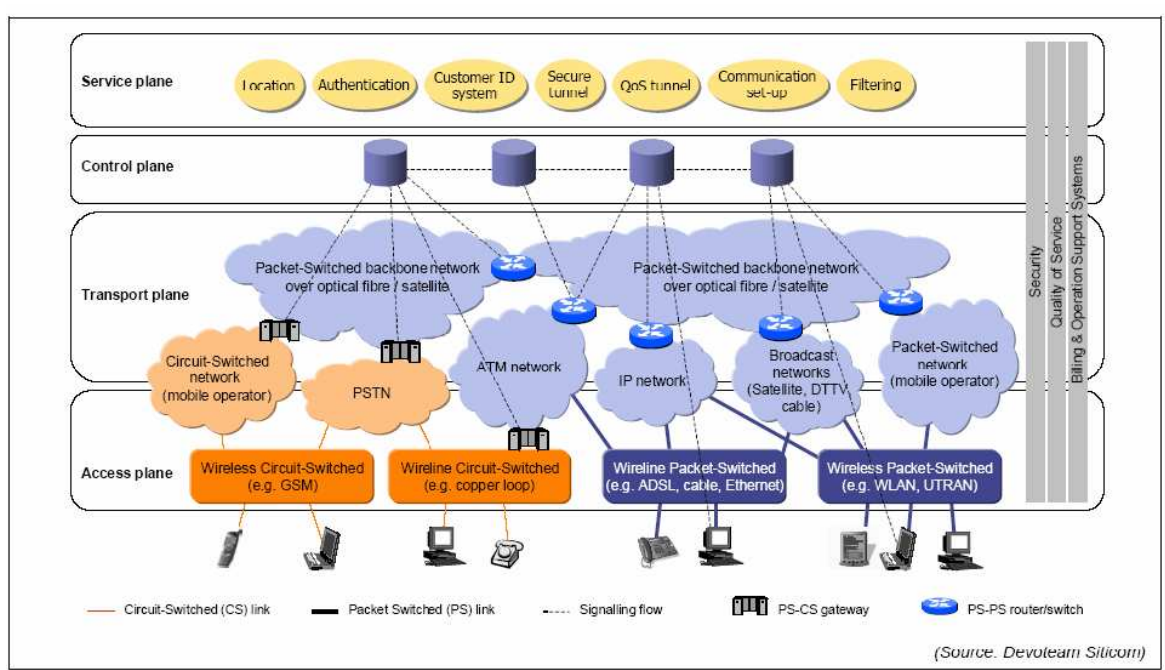 Service plane
Location
Authentication
Customer ID
system
Secure
tunnel
QoS tunnel
Communication
set-up
Filtering
Control plane
Transport plane
Packet-Switched backbone network
over optical fibre / satellite
Packet-Switched backbone network
over optical fibre / satellite
Circuit-Switched
network
(mobile operator)
PSTN
ATM network
IP network
Broadcast
networks
(Satellite, DTTV,
cable)
Packet-Switched
network
(mobile operator)
Access plane
Wireless Circuit-Switched
(e.g. GSM)
Wireline Circuit-Switched
(e.g. copper loop)
Wireline Packet-Switched
(e.g. ADSL, cable, Ethernet)
Wireless Packet-Switched
(e.g. WLAN, UTRAN)
Security
Quality of Service
Billing & Operation Support Systems
Circuit-Switched (CS) link
Packet Switched (PS) link
Signalling flow
PS-CS gateway
PS-PS router/switch
(Source. Devoteam Siticom)